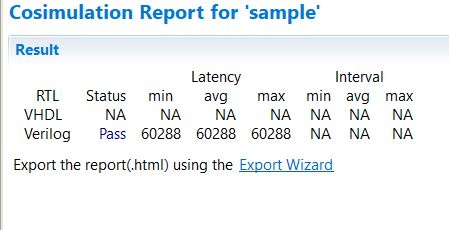 Cosimulation Report for 'sample'
Result
Latency Interval
RTL Status min avg max min avg max
VHDL NA NA NA NA NA NA NA
Verilog Pass 60288 60288 60288 NA NA NA
Export the report(.html) using the Export Wizard